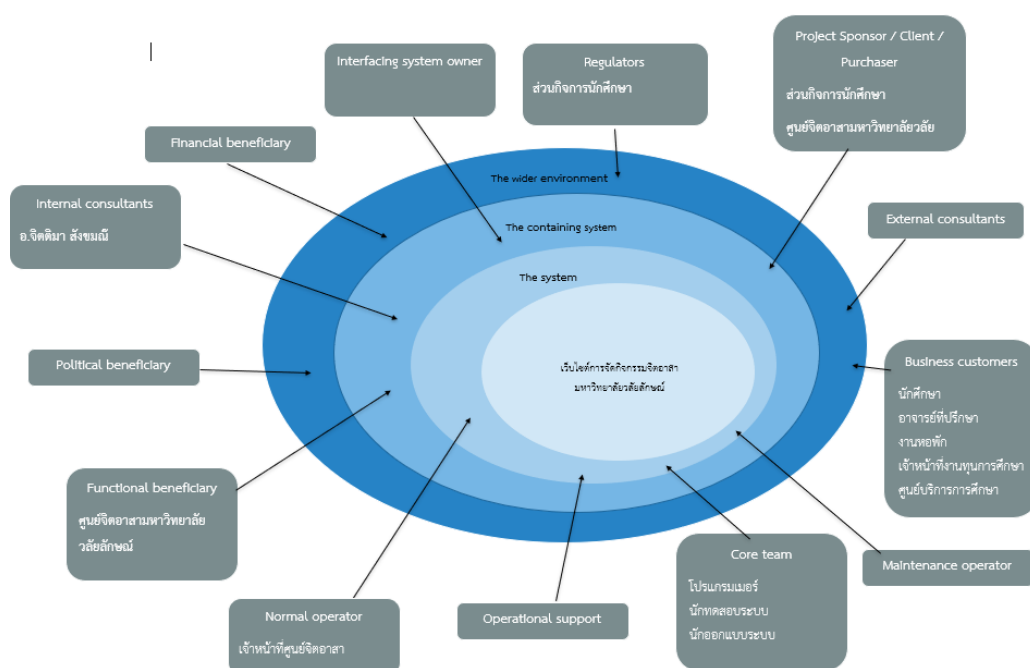 Project Sponsor / Client /
Purchaser
ส่วนกิจการนักศึกษา
ศูนย์จิตอาสามหาวิทยาลัยวลัย
Interfacing system owner
Regulators
ส่วนกิจการนักศึกษา
Financial beneficiary
The wider environment
Internal consultants
อ.จิตติมา สังขมณี
The containing system
External consultants
The system
Political beneficiary
เว็บไซต์การจัดกิจกรรมจิตอาสา
มหาวิทยาลัยวลัยลักษณ์
Business customers
นักศึกษา
อาจารย์ที่ปรึกษา
งานหอพัก
เจ้าหน้าที่งานทุนการศึกษา
ศูนย์บริการการศึกษา
Functional beneficiary
ศูนย์จิตอาสามหาวิทยาลัย
วลัยลักษณ์
Core team
โปรแกรมเมอร์
นักทดสอบระบบ
นักออกแบบระบบ
Maintenance operator
Normal operator
เจ้าหน้าที่ศูนย์จิตอาสา
Operational support